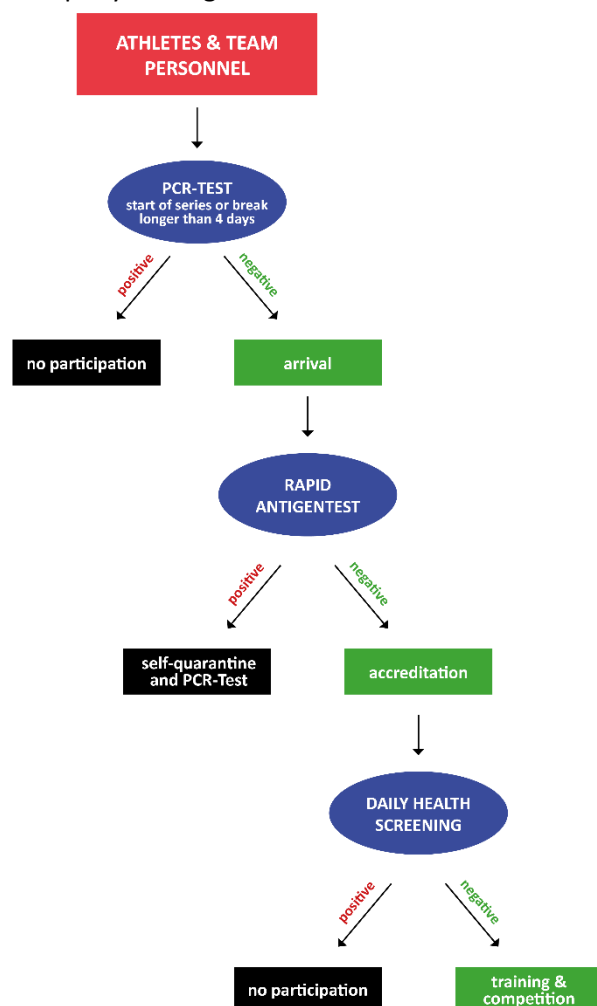 ATHLETES & TEAM
PERSONNEL
PCR-TEST
start of series or break
longer than 4 days
positive
negative
no participation
arrival
RAPID
ANTIGENTEST
positive
negative
self-quarantine
and PCR-Test
accreditation
DAILY HEALTH
SCREENING
positive
negative
no participation
training &
competition